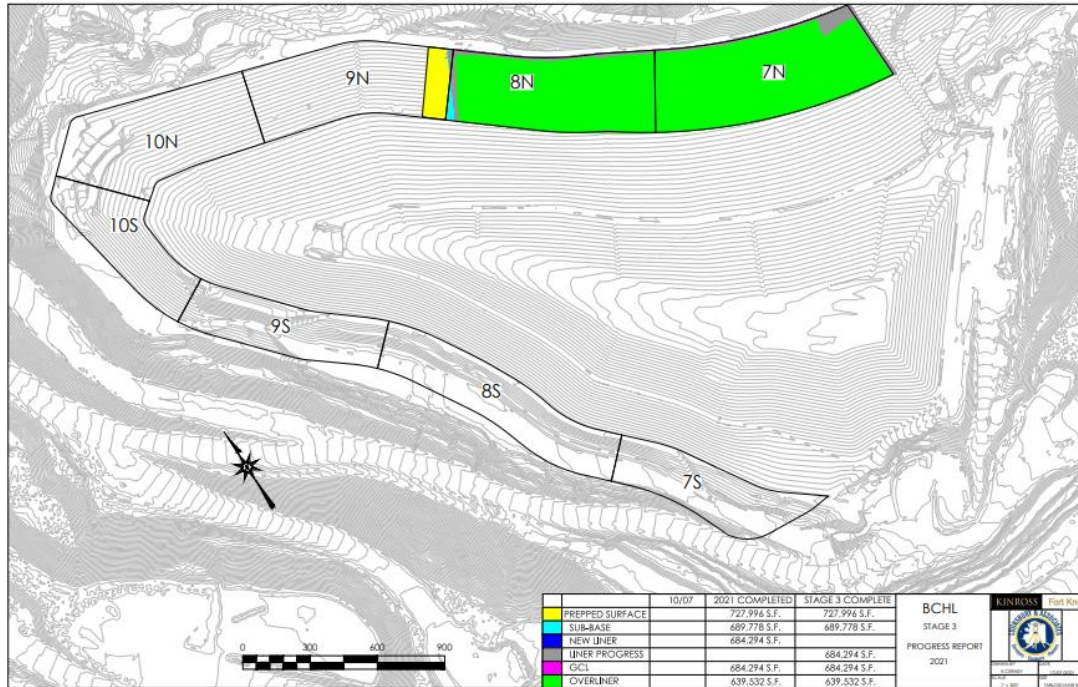 7N
8N
9N
10N
10S
9S
8S
7S
0 300 600 900
10/07 2021 COMPLETED STAGE 3 COMPLETE
PREPPED SURFACE 727,996 S.F. 727,996 S.F.
SUB-BASE 689,778 S.F. 689,778 S.F.
NEW LINER 684,294 S.F.
LINER PROGRESS 684,294 S.F.
GCL 684,294 S.F. 684,294 S.F.
OVERLINER 639,532 S.F. 639,532 S.F.
BCHL
STAGE 3
PROGRESS REPORT
2021
KINROSS Fort Kn